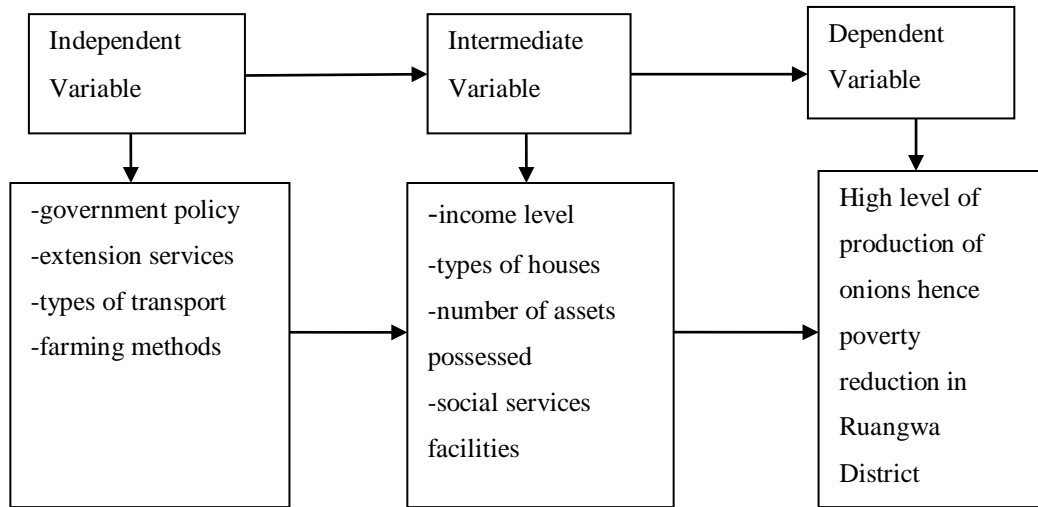 Independent
Variable
Intermediate
Variable
Dependent
Variable
-government policy
-extension services
-types of transport
-farming methods
-income level
-types of houses
-number of assets
possessed
-social services
facilities
High level of
production of
onions hence
poverty
reduction in
Ruangwa
District